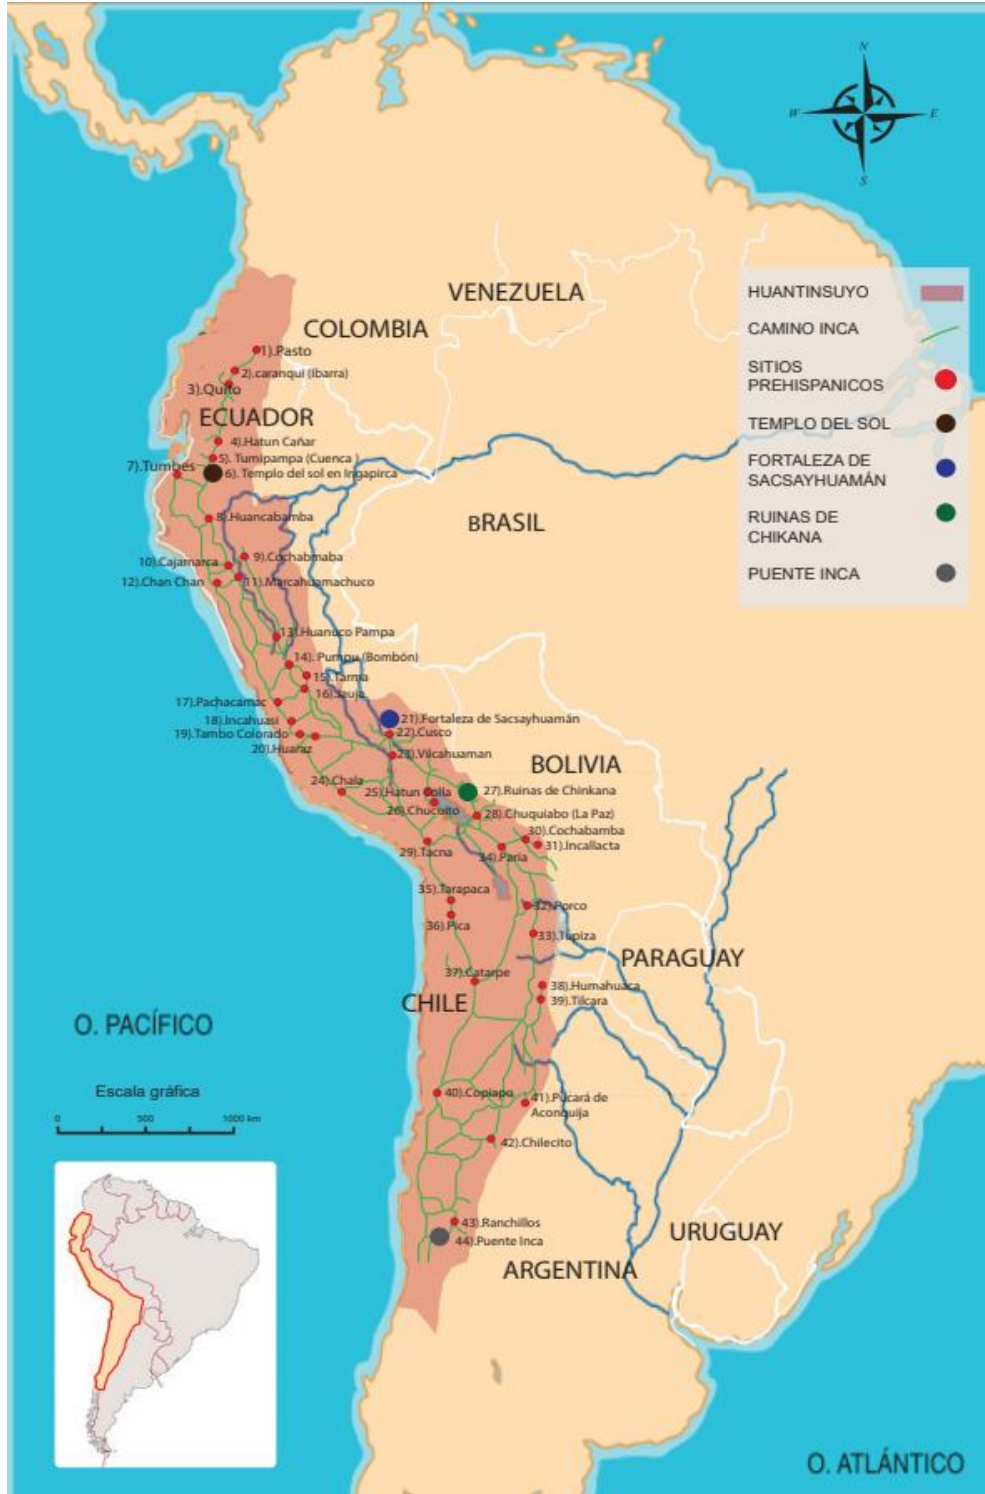 N
W
E
S
VENEZUELA
COLOMBIA
HUANTINSUYO
CAMINO INCA
SITIOS
PREHISPANICOS
TEMPLO DEL SOL
FORTALEZA DE
SACSAYHUAMÁN
RUINAS DE
CHIKANA
PUENTE INCA
1).Pasto
2).caranqui (Ibarra)
3).Quito
ECUADOR
4).Hatun Cañar
5). Tumipampa (Cuenca )
6). Templo del sol en Ingapirca
7).Tumbes
8).Huancabamba
BRASIL
9).Cochabmaba
10).Cajamarca
11).Marcahuamachuco
12).Chan Chan
13).Huanuco Pampa
14). Pumpu (Bombón)
15).Tarma
16).Jauja
17).Pachacamac
18).Incahuasi
19).Tambo Colorado
20).Huaraz
21).Fortaleza de Sacsayhuamán
22).Cusco
23).Vilcahuaman
BOLIVIA
24).Chala
25).Hatun Colla
26).Chucuito
27).Ruinas de Chinkana
28).Chuquiabo (La Paz)
29).Tacna
30).Cochabamba
31).Incallacta
34).Paria
35).Tarapaca
36).Pica
32).Porco
33).Tupiza
PARAGUAY
37).Catarpe
38).Humahuaca
39).Tilcara
CHILE
O. PACÍFICO
Escala gráfica
0 500 1000 km
40).Copiapo
41).Pucará de
Aconquija
42).Chilecito
43).Ranchillos
44).Puente Inca
URUGUAY
ARGENTINA
O. ATLÁNTICO